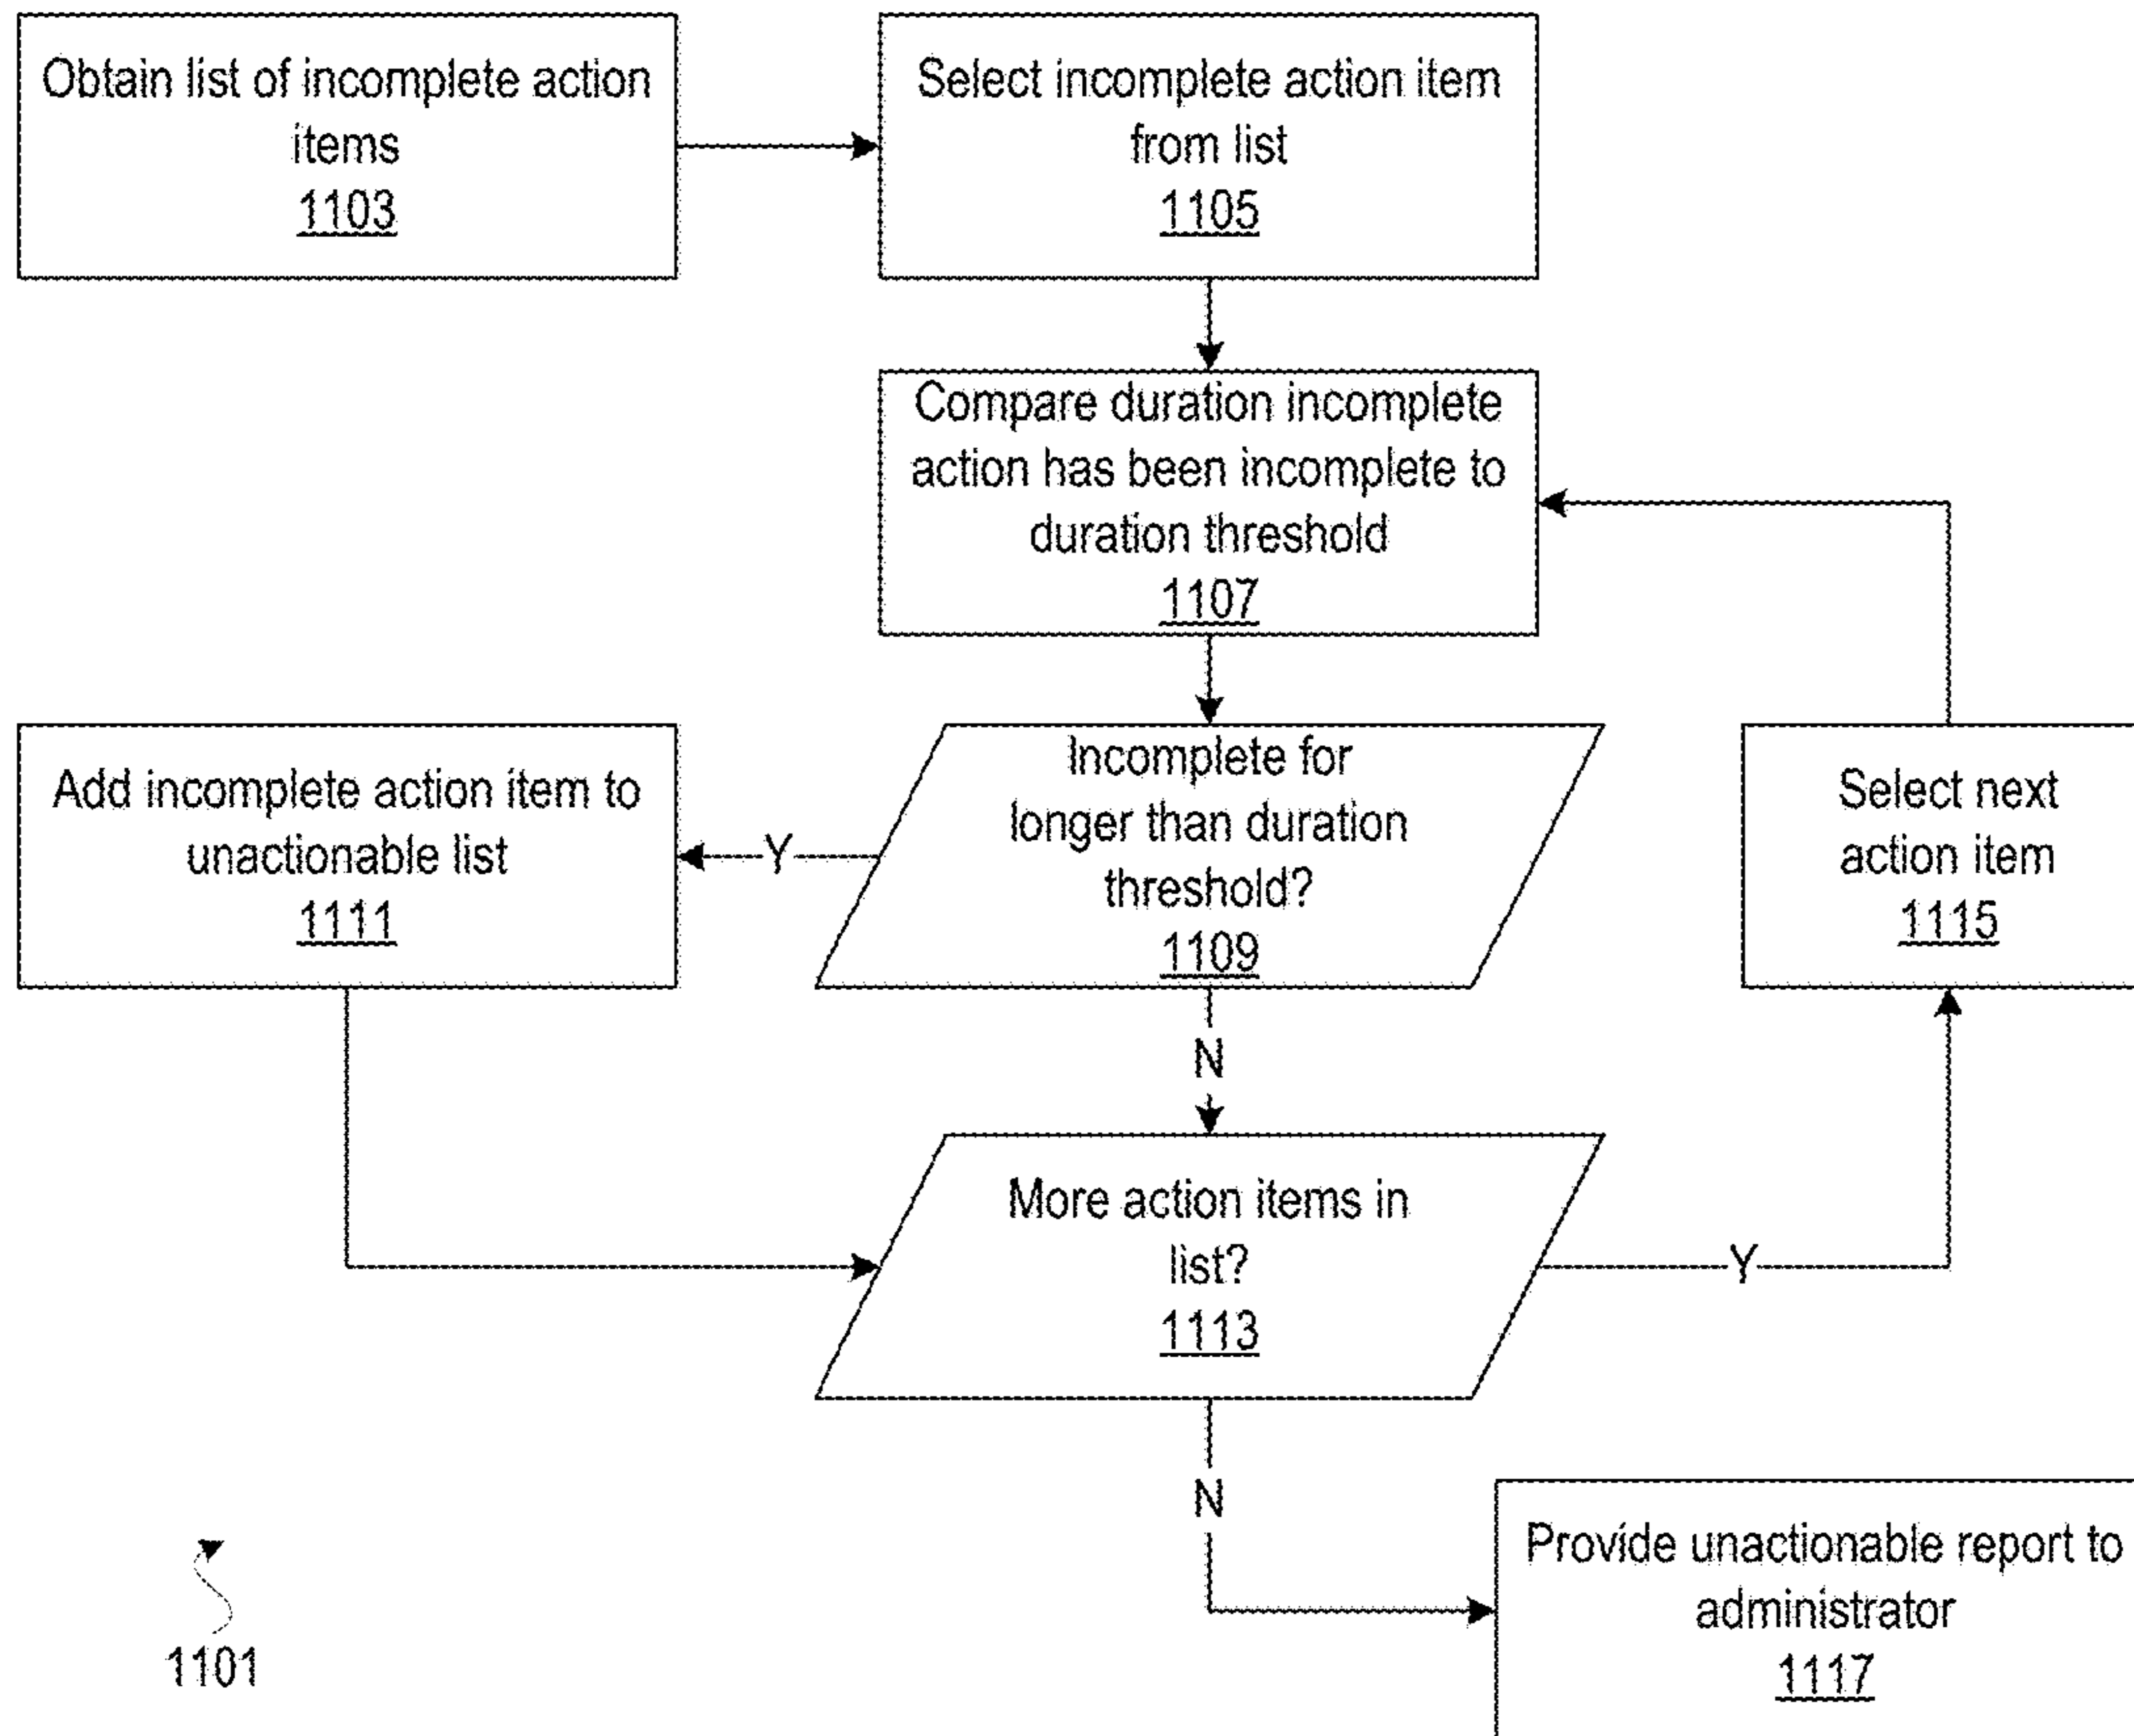 Obtain list of incomplete action
items
1103
Select incomplete action item
from list
1105
Compare duration incomplete
action has been incomplete to
duration threshold
1107
Incomplete for
longer than duration
threshold?
1109
Y
Add incomplete action item to
unactionable list
1111
Select next
action item
1115
N
More action items in
list?
1113
Y
N
Provide unactionable report to
administrator
1117
1101